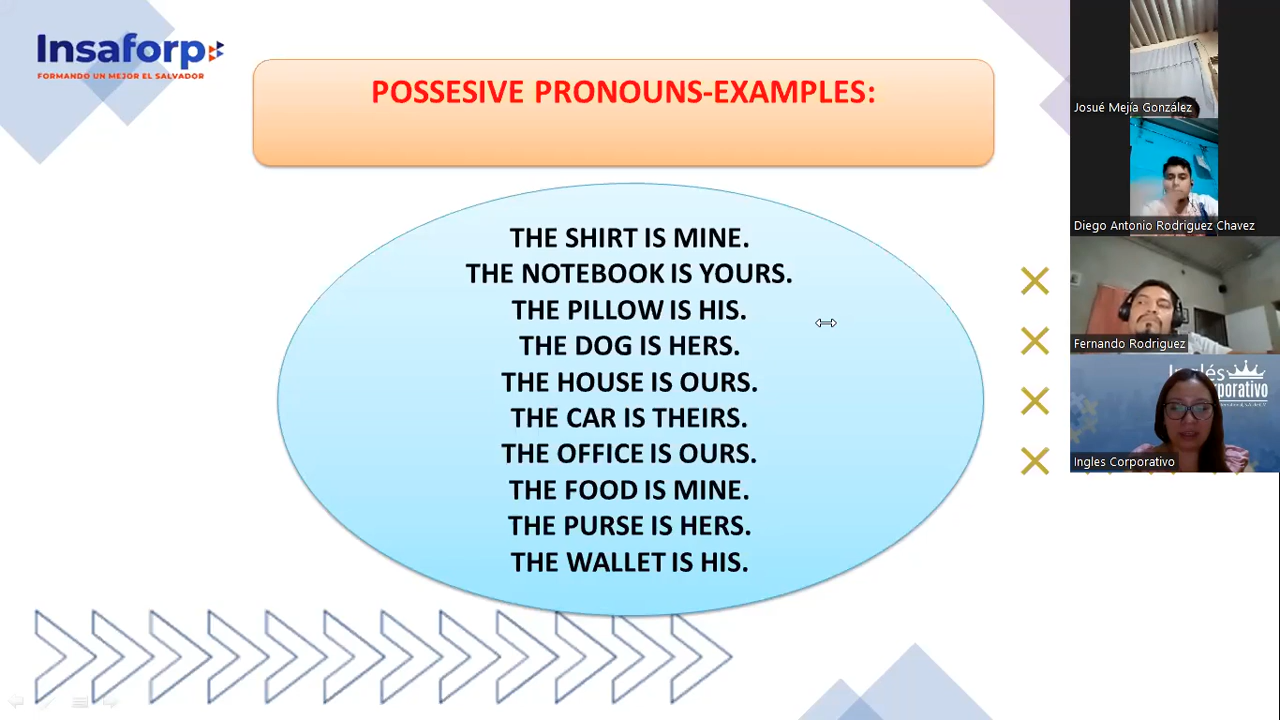 Insaforp
FORMANDO UN MEJOR EL SALVADOR
POSSESIVE PRONOUNS-EXAMPLES:
THE SHIRT IS MINE.
THE NOTEBOOK IS YOURS.
THE PILLOW IS HIS.
THE DOG IS HERS.
THE HOUSE IS OURS.
THE CAR IS THEIRS.
THE OFFICE IS OURS.
THE FOOD IS MINE.
THE PURSE IS HERS.
THE WALLET IS HIS.
Josué Mejía González
Diego Antonio Rodriguez Chavez
Fernando Rodriguez
Ingles Corporativo